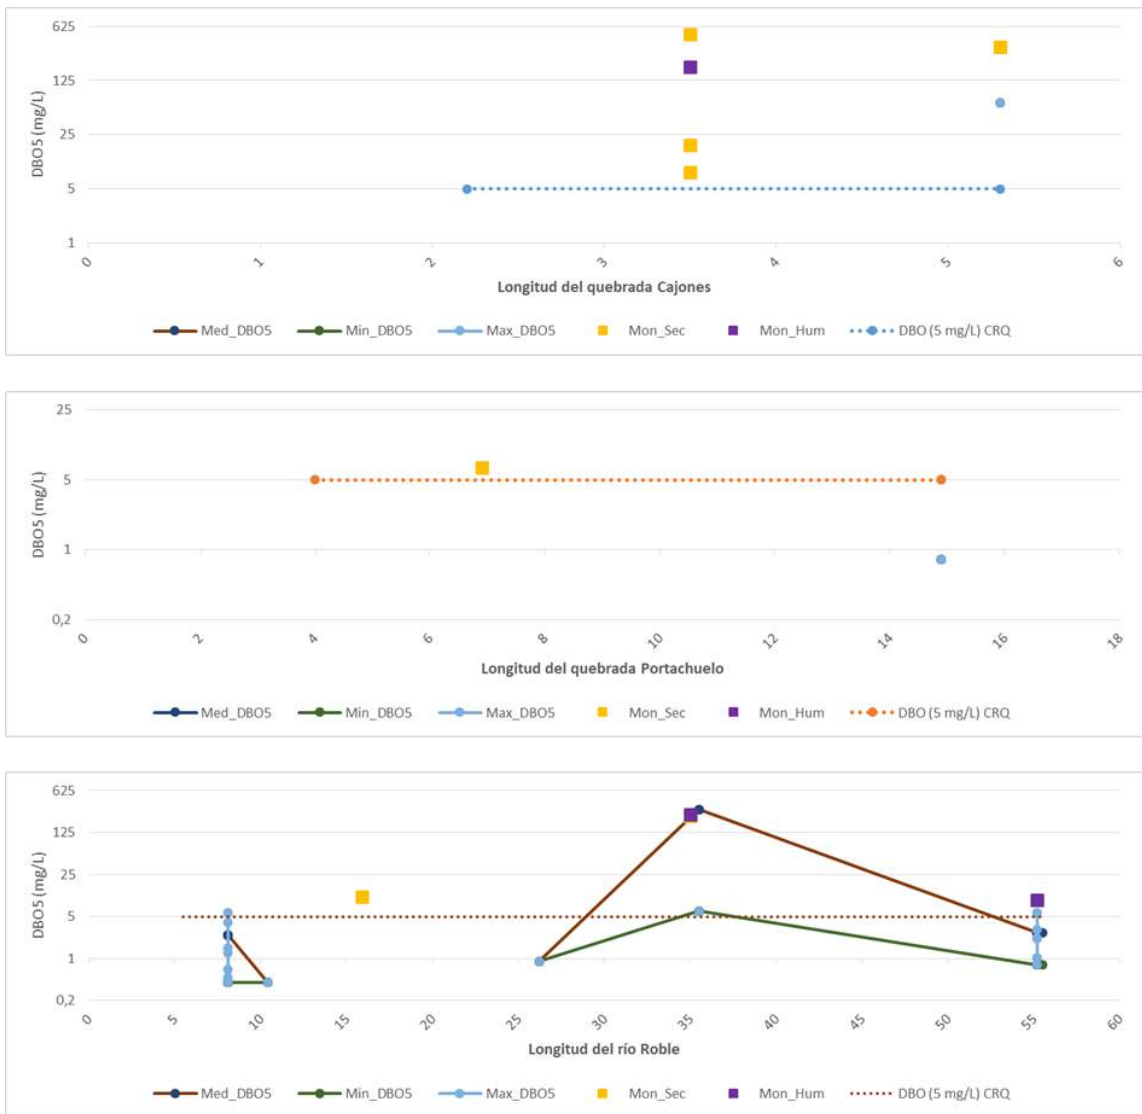 625
125
25
5
1
DBO5 (mg/L)
0 1 2 3 4 5 6
Longitud del quebrada Cajones
Med_DBO5 Min_DBO5 Max_DBO5 Mon_Sec Mon_Hum DBO (5 mg/L) CRQ
25
5
1
0,2
DBO5 (mg/L)
0 2 4 6 8 10 12 14 16 18
Longitud del quebrada Portachuelo
Med_DBO5 Min_DBO5 Max_DBO5 Mon_Sec Mon_Hum DBO (5 mg/L) CRQ
625
125
25
5
1
0,2
DBO5 (mg/L)
0 5 10 15 20 25 30 35 40 45 50 55 60
Longitud del río Roble
Med_DBO5 Min_DBO5 Max_DBO5 Mon_Sec Mon_Hum DBO (5 mg/L) CRQ